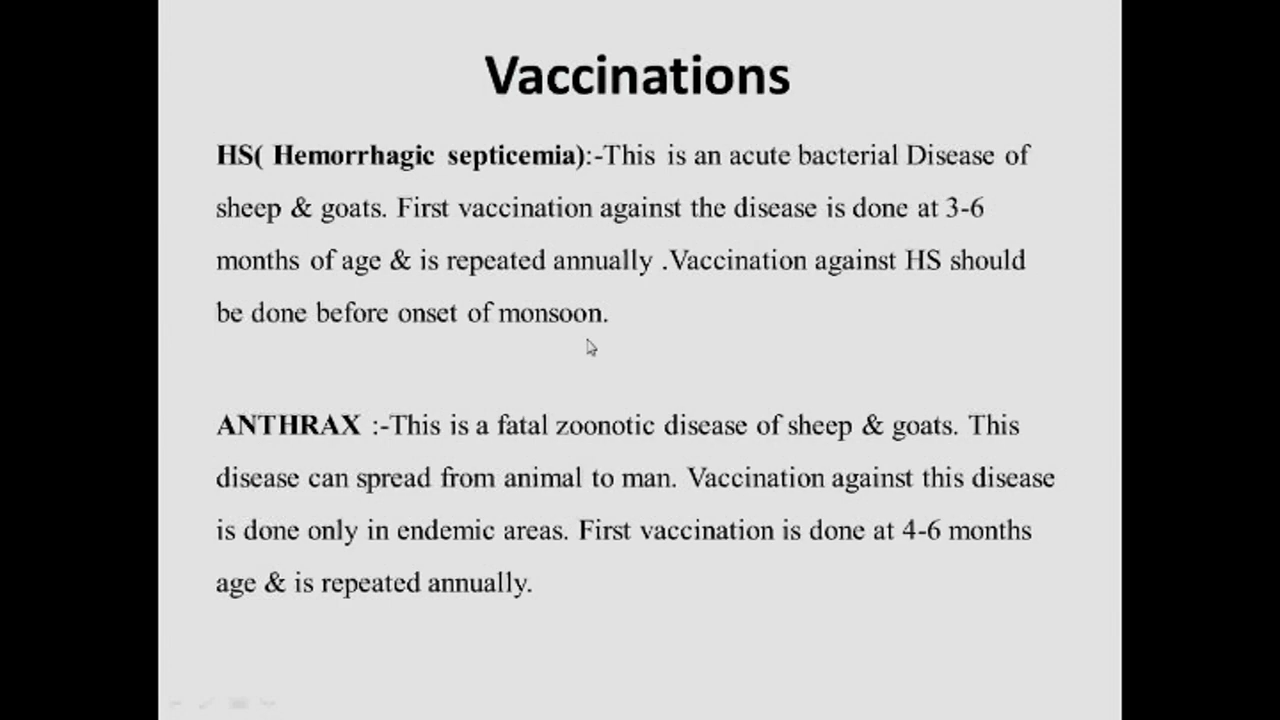 Vaccinations
HS( Hemorrhagic septicemia):-This is an acute bacterial Disease of
sheep & goats. First vaccination against the disease is done at 3-6
months of age & is repeated annually .Vaccination against HS should
be done before onset of monsoon.
ANTHRAX :-This is a fatal zoonotic disease of sheep & goats. This
disease can spread from animal to man. Vaccination against this disease
is done only in endemic areas. First vaccination is done at 4-6 months
age & is repeated annually.